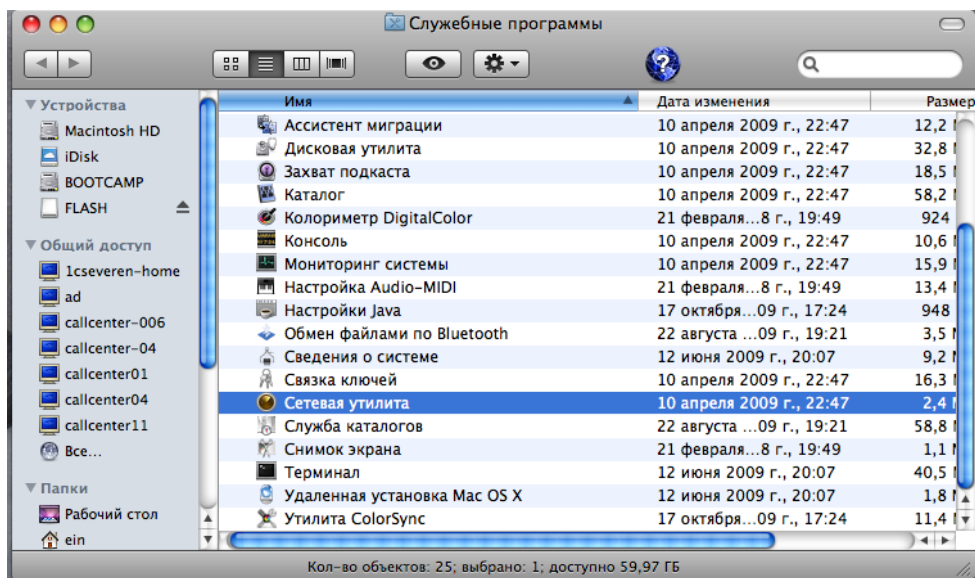 Служебные программы
Имя Дата изменения Размер
Устройства
Macintosh HD
iDisk
BOOTCAMP
FLASH
Общий доступ
1cseveren-home
ad
callcenter-006
callcenter-04
callcenter01
callcenter04
callcenter11
Все...
Папки
Рабочий стол
ein
Ассистент миграции 10 апреля 2009 г., 22:47 12,2
Дисковая утилита 10 апреля 2009 г., 22:47 32,8
Захват подкаста 10 апреля 2009 г., 22:47 18,5
Каталог 10 апреля 2009 г., 22:47 58,2
Колориметр DigitalColor 21 февраля...8 г., 19:49 924
Консоль 10 апреля 2009 г., 22:47 10,6
Мониторинг системы 10 апреля 2009 г., 22:47 15,9
Настройка Audio-MIDI 21 февраля...8 г., 19:49 13,4
Настройки Java 17 октября...09 г., 17:24 948
Обмен файлами по Bluetooth 22 августа ...09 г., 19:21 3,5
Сведения о системе 12 июня 2009 г., 20:07 9,2
Связка ключей 10 апреля 2009 г., 22:47 16,3
Сетевая утилита 10 апреля 2009 г., 22:47 2,4
Служба каталогов 22 августа ...09 г., 19:21 58,8
Снимок экрана 21 февраля...8 г., 19:49 1,1
Терминал 12 июня 2009 г., 20:07 40,5
Удаленная установка Mac OS X 12 июня 2009 г., 20:07 1,8
Утилита ColorSync 17 октября...09 г., 17:24 11,4
Кол-во объектов: 25; выбрано: 1; доступно 59,97 ГБ